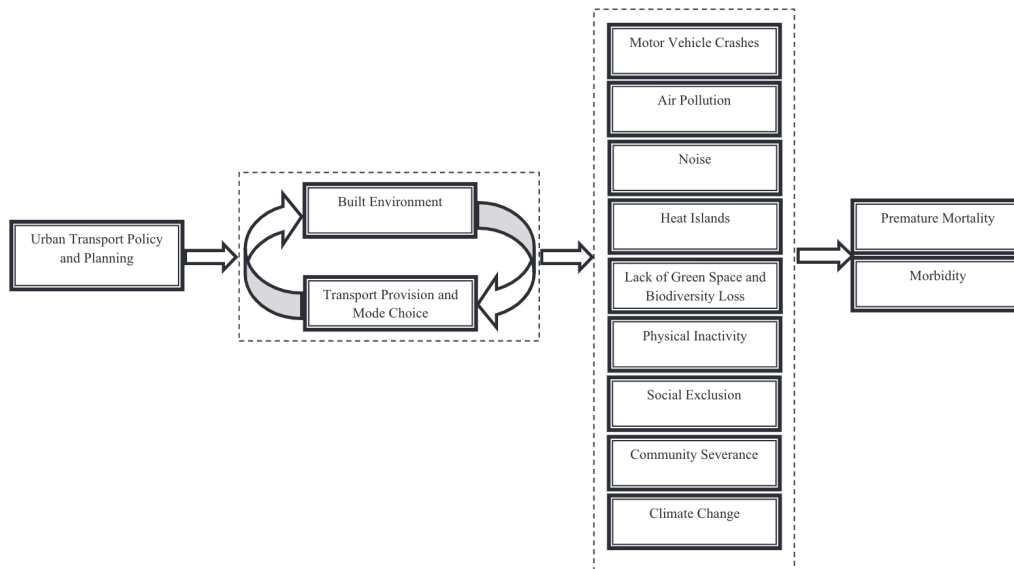 Urban Transport Policy
and Planning
Built Environment
Transport Provision and
Mode Choice
Motor Vehicle Crashes
Air Pollution
Noise
Heat Islands
Lack of Green Space and
Biodiversity Loss
Physical Inactivity
Social Exclusion
Community Severance
Climate Change
Premature Mortality
Morbidity